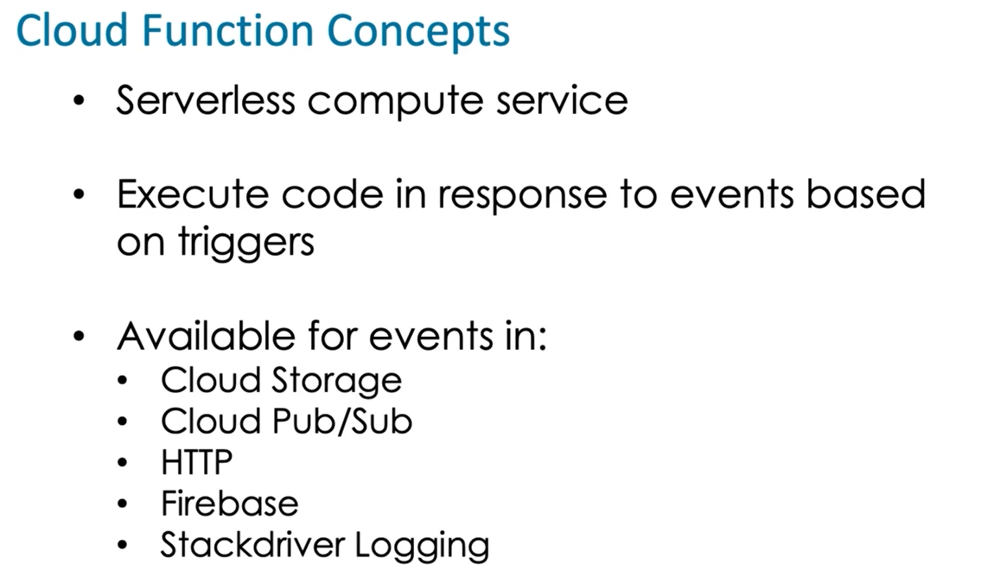 Cloud Function Concepts
• Serverless compute service
• Execute code in response to events based
on triggers
• Available for events in:
• Cloud Storage
• Cloud Pub/Sub
• HTTP
• Firebase
• Stackdriver Logging